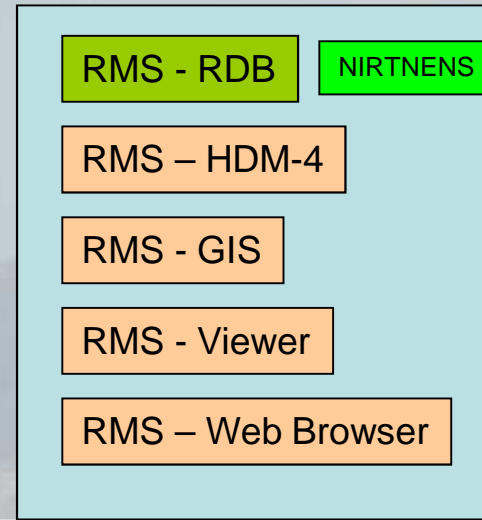 RMS - RDB NIRTNENS
RMS – HDM-4
RMS - GIS
RMS - Viewer
RMS – Web Browser